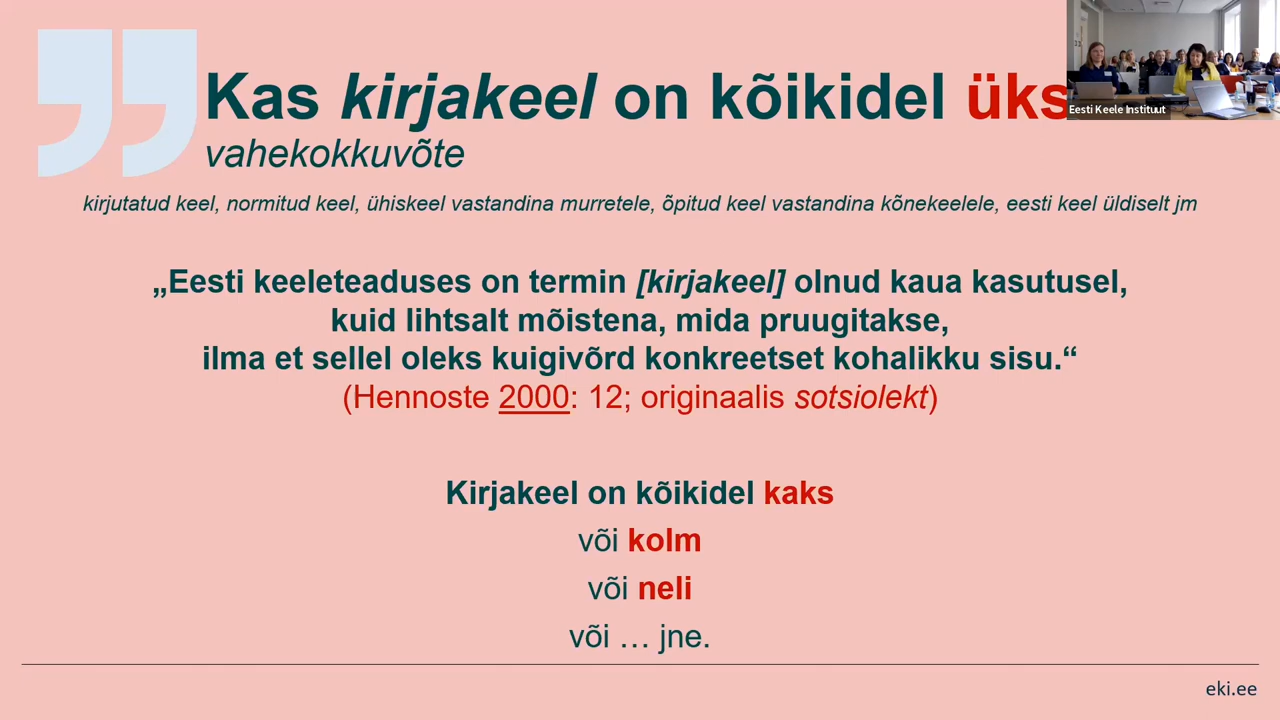 Kas kirjakeel on kõikidel üks
Eesti Keele Instituut
vahekokkuvõte
kirjutatud keel, normitud keel, ühiskeel vastandina murretele, õpitud keel vastandina kõnekeelele, eesti keel üldiselt jm
„Eesti keeleteaduses on termin [kirjakeel] olnud kaua kasutusel,
kuid lihtsalt mõistena, mida pruugitakse,
ilma et sellel oleks kuigivõrd konkreetset kohalikku sisu.“
(Hennoste 2000: 12; originaalis sotsiolekt)
Kirjakeel on kõikidel kaks
või kolm
või neli
või … jne.
eki.ee